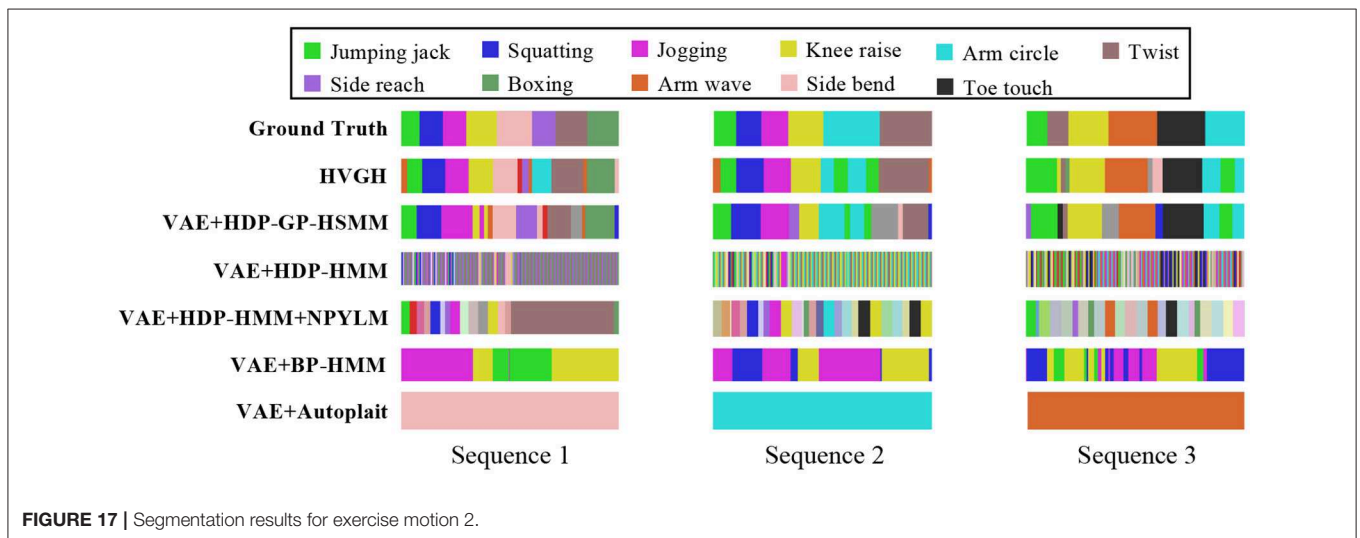 Jumping jack Squatting Jogging Knee raise Arm circle Twist
Side reach Boxing Arm wave Side bend Toe touch
Ground Truth
HVGH
VAE+HDP-GP-HSMM
VAE+HDP-HMM
VAE+HDP-HMM+NPYLM
VAE+BP-HMM
VAE+Autoplait
Sequence 1 Sequence 2 Sequence 3
FIGURE 17 | Segmentation results for exercise motion 2.